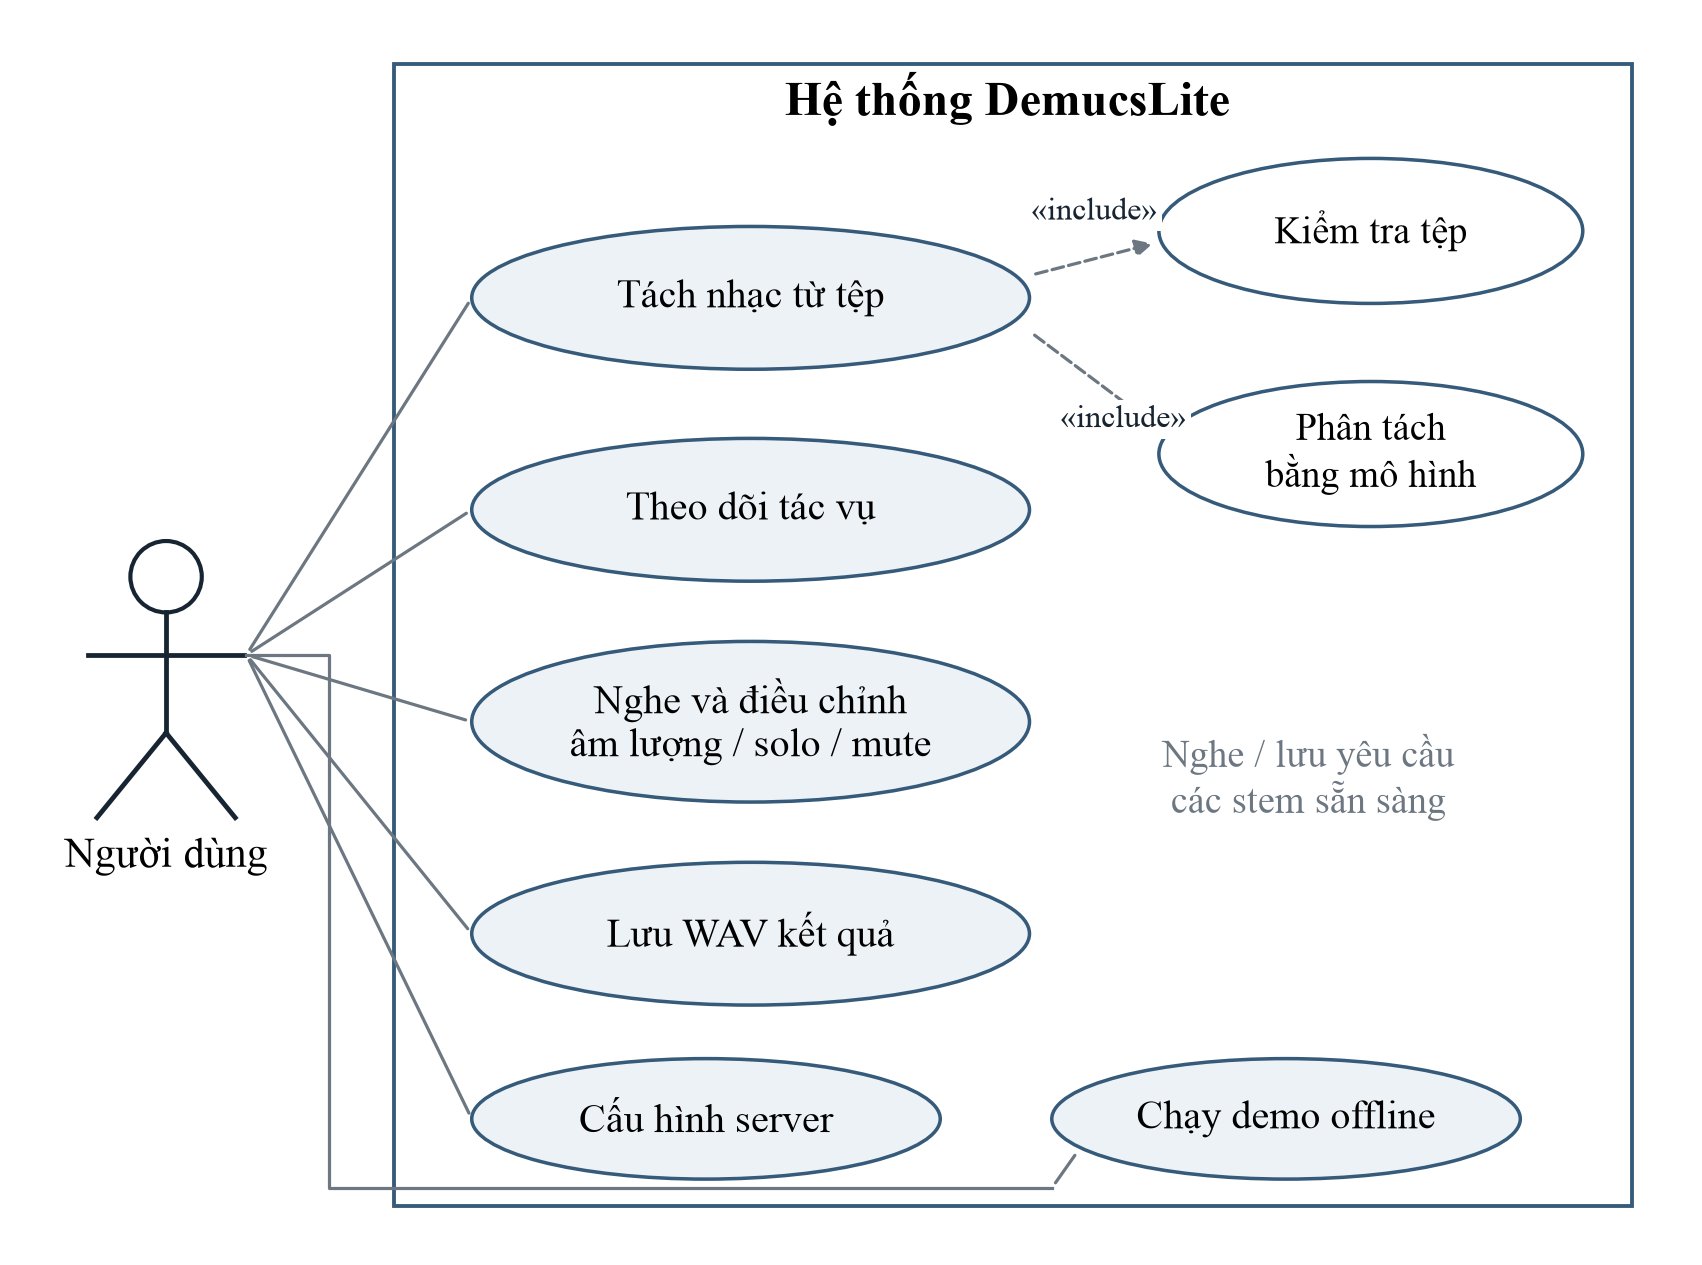 Hệ thống DemucsLite
«include»
Kiểm tra tệp
Tách nhạc từ tệp
«include»
Phân tách
bằng mô hình
Theo dõi tác vụ
Nghe và điều chỉnh
âm lượng / solo / mute
Nghe / lưu yêu cầu
các stem sẵn sàng
Người dùng
Lưu WAV kết quả
Cấu hình server
Chạy demo offline